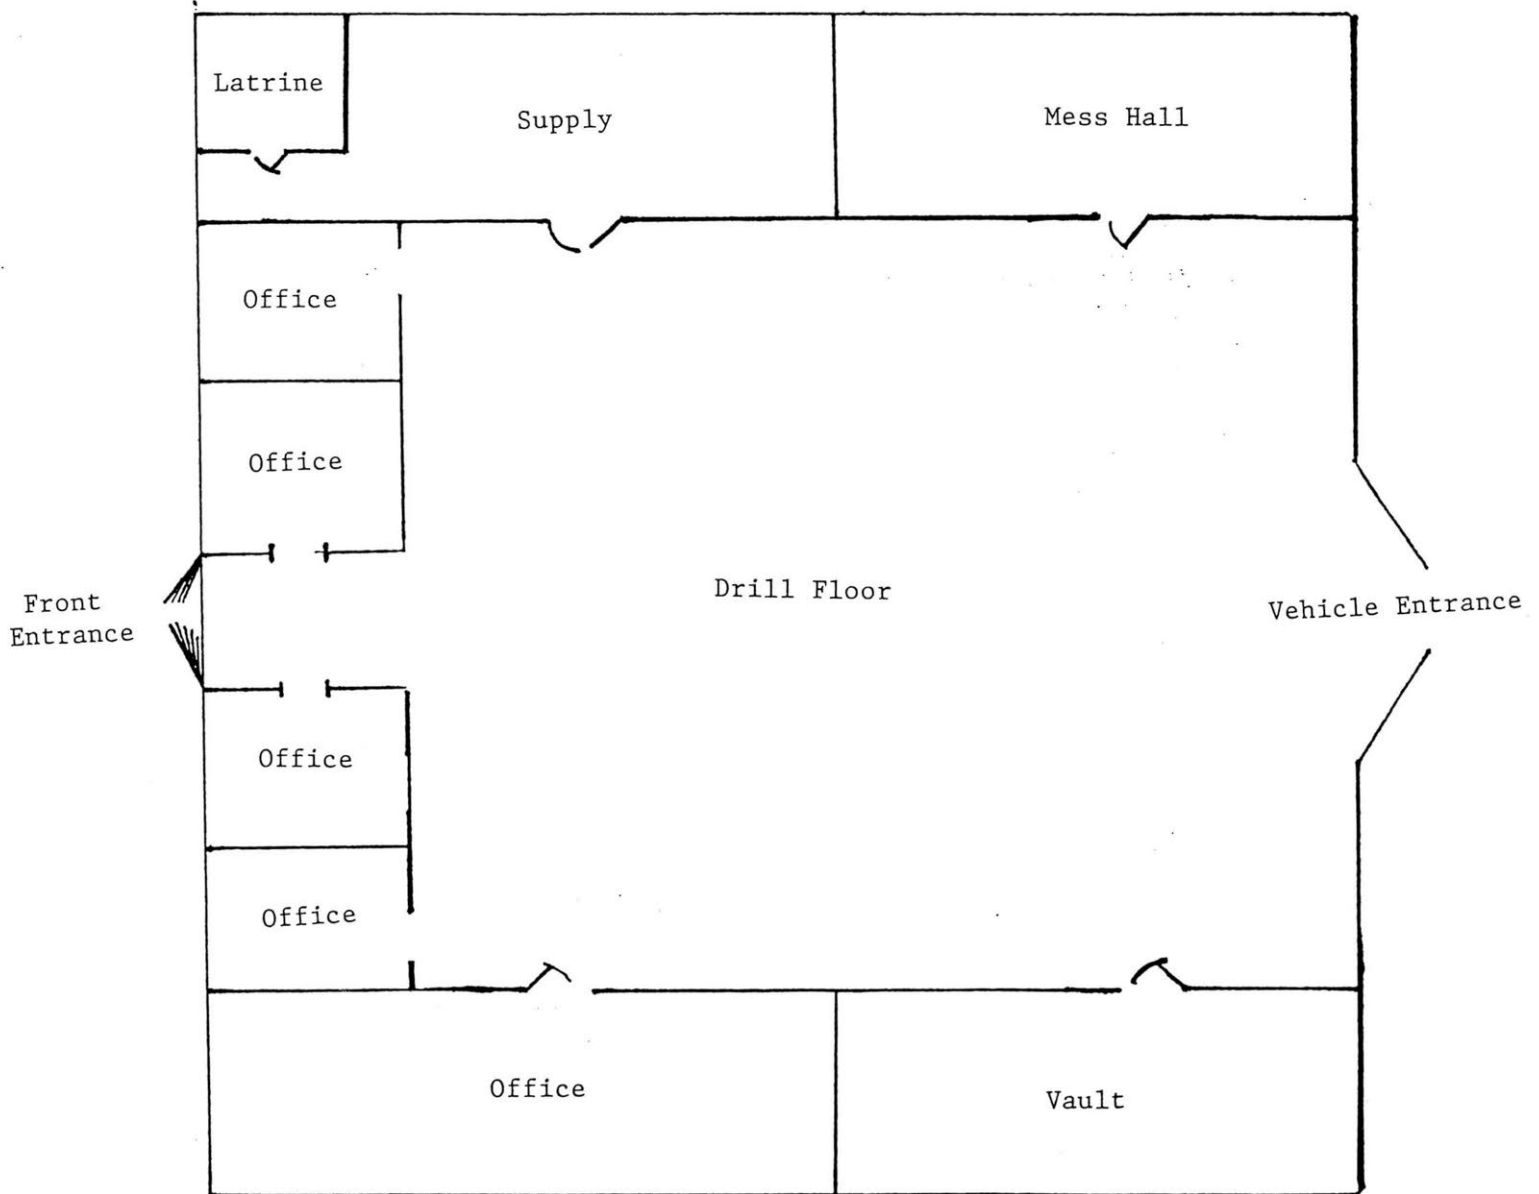 Latrine
Supply
Mess Hall
Office
Office
Front
Entrance
Drill Floor
Vehicle Entrance
Office
Office
Office
Vault